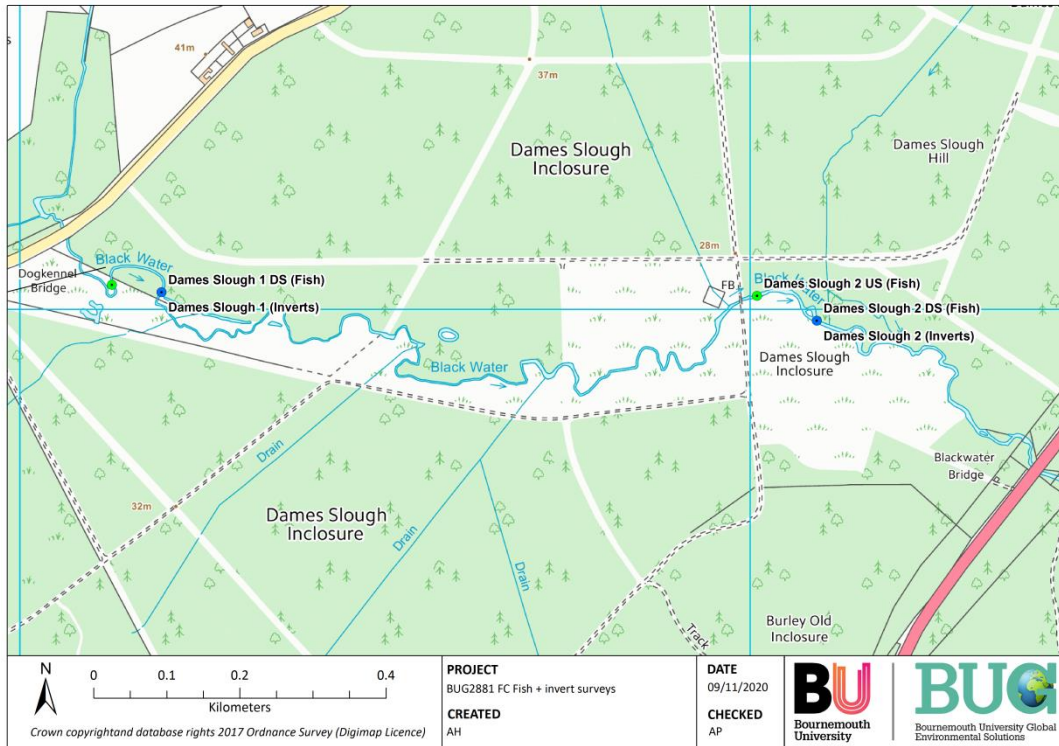 41m
37m
Dames Slough
Inclosure
Dames Slough
Hill
Black Water
Dogkennel
Bridge
Dames Slough 1 DS (Fish)
Dames Slough 1 (Inverts)
28m
FB
Black Water
Dames Slough 2 US (Fish)
Dames Slough 2 DS (Fish)
Dames Slough 2 (Inverts)
Dames Slough
Inclosure
Black Water
Drain
Blackwater
Bridge
32m
Dames Slough
Inclosure
Drain
Drain
Track
Burley Old
Inclosure
N
0 0.1 0.2 0.4
Kilometers
Crown copyrightand database rights 2017 Ordnance Survey (Digimap Licence)
PROJECT
BUG2881 FC Fish + invert surveys
CREATED
AH
DATE
09/11/2020
CHECKED
AP
BU
Bournemouth
University
BUG
Bournemouth University Global
Environmental Solutions